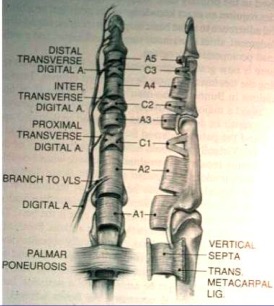 DISTAL
TRANSVERSE
DIGITAL A.
INTER.
TRANSVERSE
DIGITAL A.
PROXIMAL
TRANSVERSE
DIGITAL A.
BRANCH TO VLS
DIGITAL A.
PALMAR
PONEUROSIS
A5
C3
A4
C2
A3
C1
A2
A1
VERTICAL
SEPTA
TRANS.
METACARPAL
LIG.